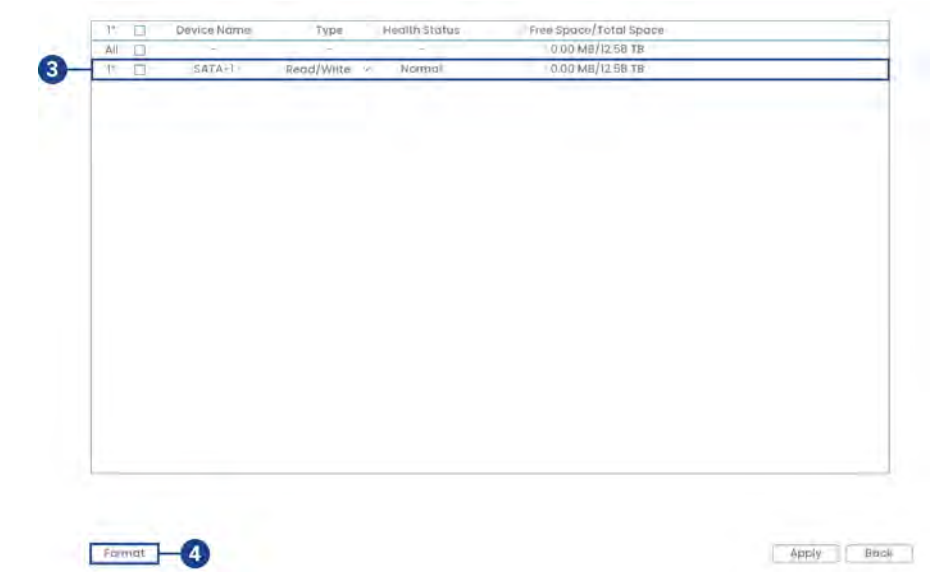 1* Device Name Type Health Status Free Space/Total Space
All - - - 0.00 MB/12.58 TB
3 1* SATA-1 Read/Write Normal 0.00 MB/12.58 TB
Format 4 Apply Back